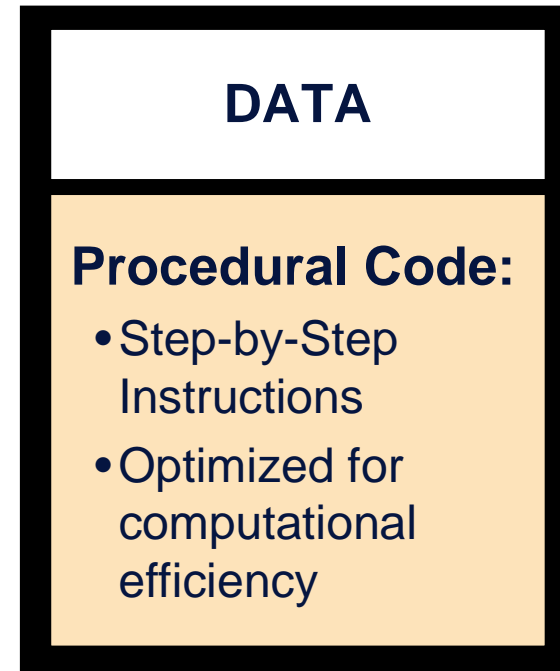 DATA
Procedural Code:
•Step-by-Step
Instructions
•Optimized for
computational
efficiency